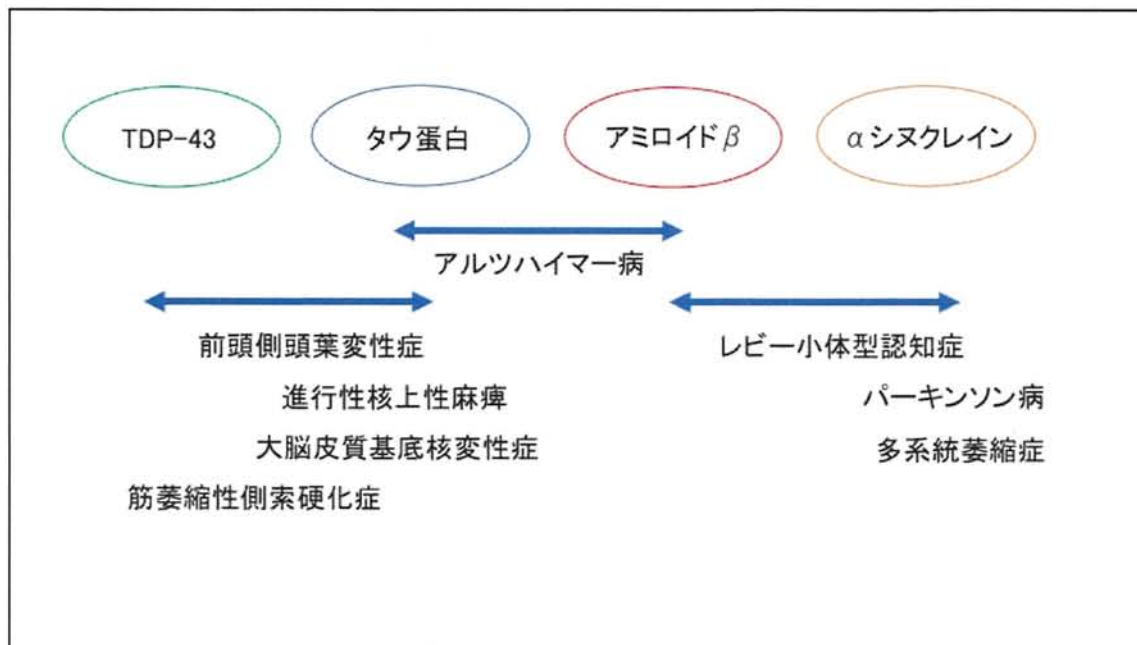 TDP-43 タウ蛋白 アミロイドβ αシヌクレイン
アルツハイマー病
前頭側頭葉変性症 レビー小体型認知症
進行性核上性麻痺 パーキンソン病
大脳皮質基底核変性症 多系統萎縮症
筋萎縮性側索硬化症